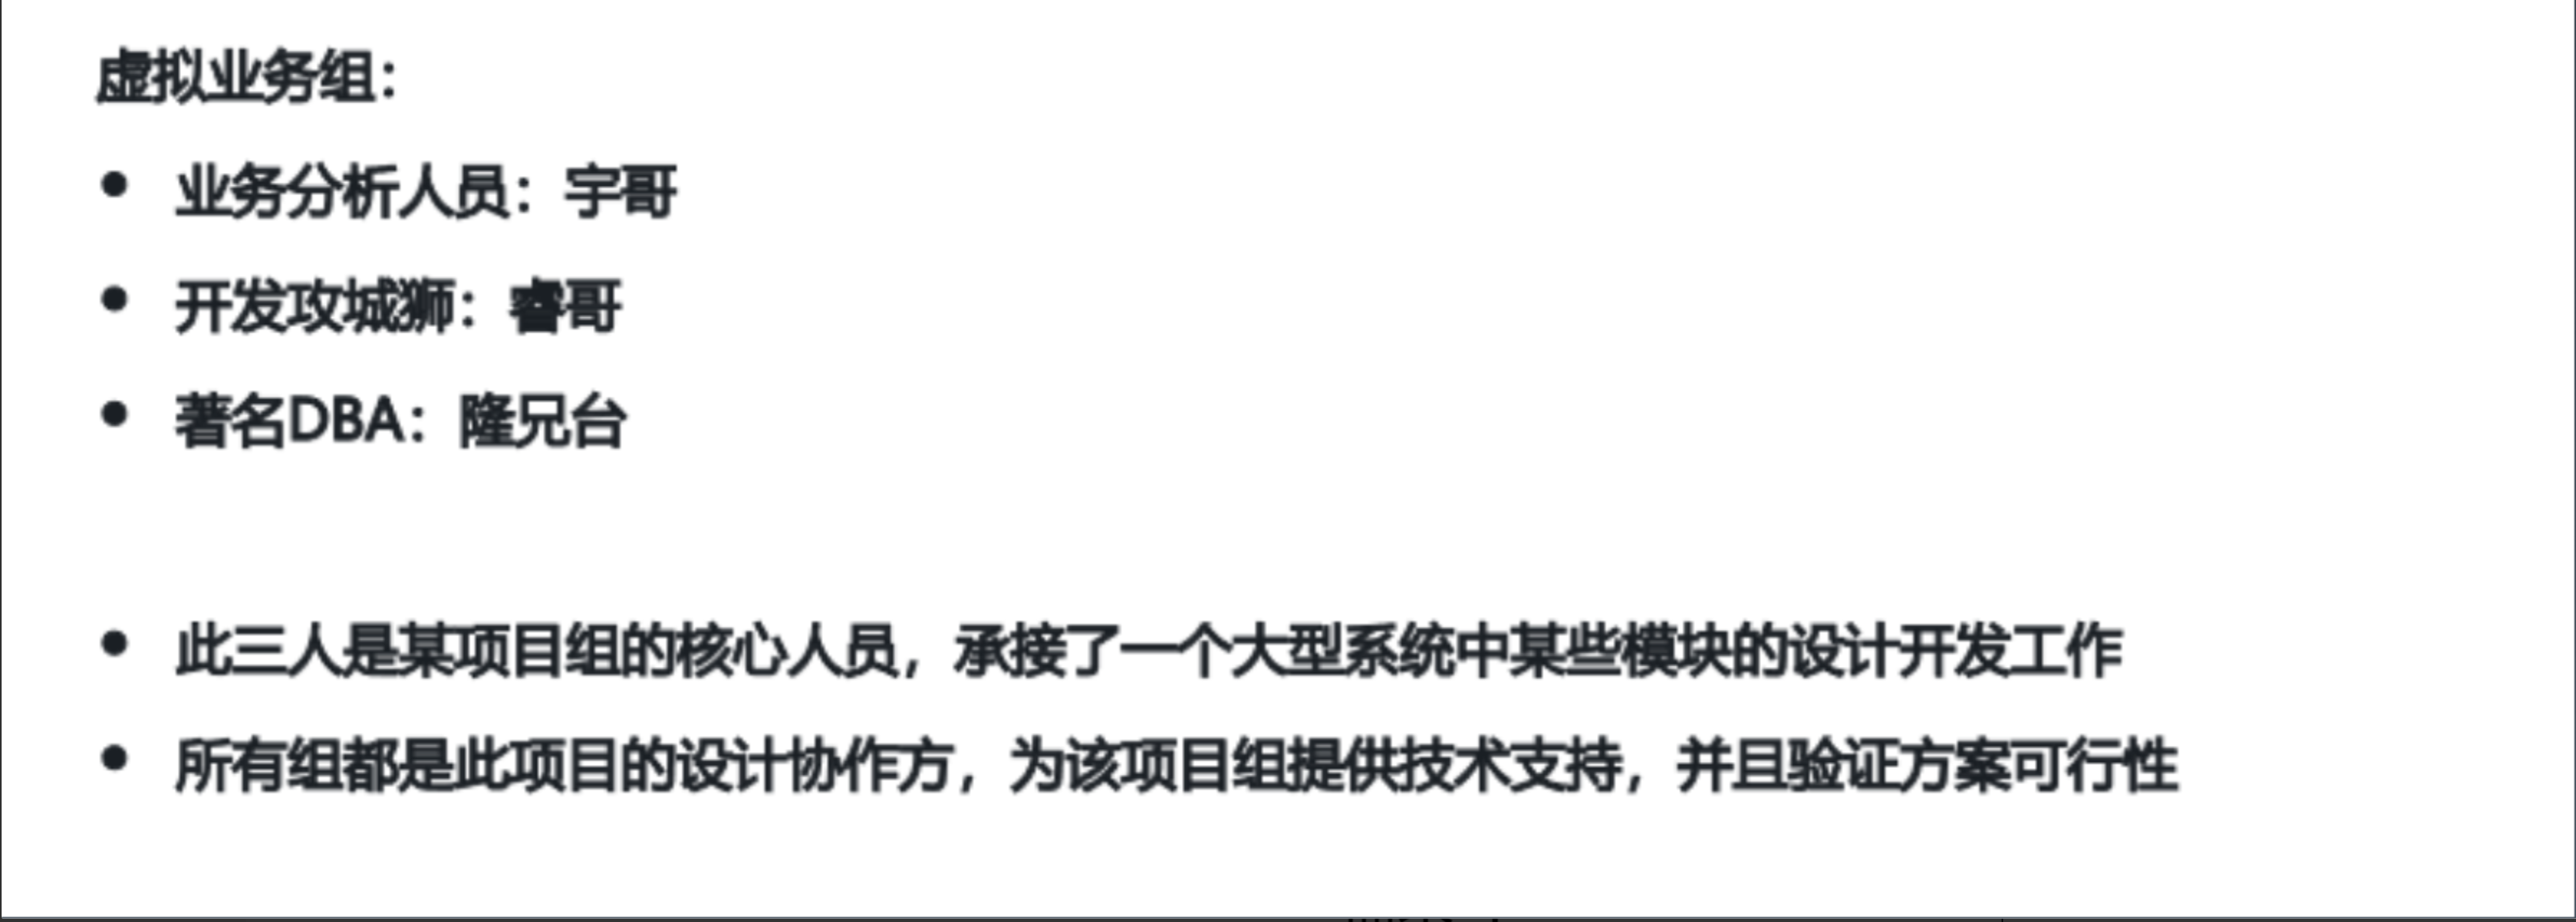 虚拟业务组：
● 业务分析人员：宇哥
● 开发攻城狮：睿哥
● 著名DBA：隆兄台
● 此三人是某项目组的核心人员，承接了一个大型系统中某些模块的设计开发工作
● 所有组都是此项目的设计协作方，为该项目组提供技术支持，并且验证方案可行性